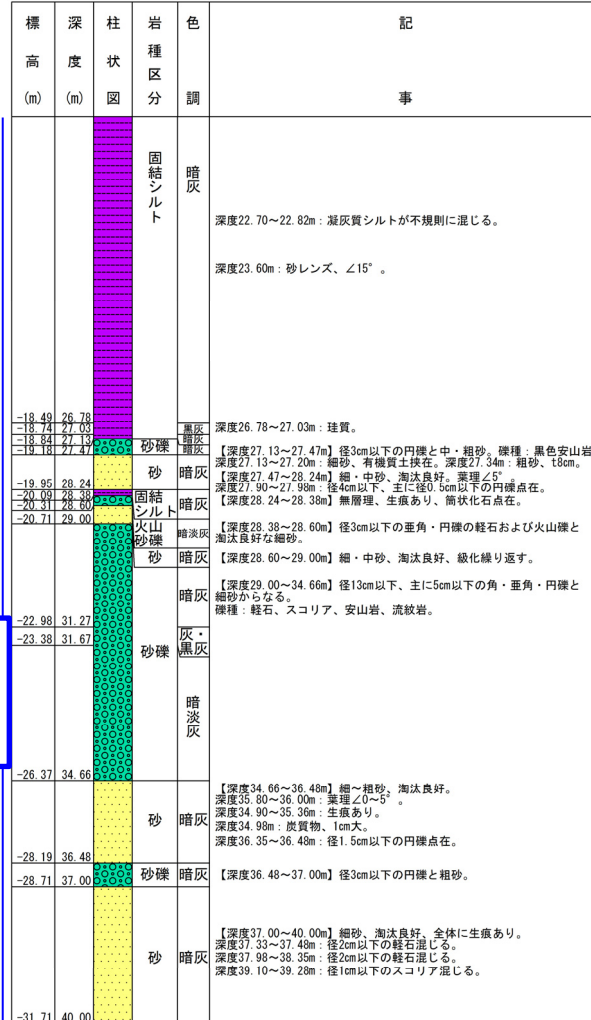 標高(m) 深度(m) 柱状図 岩種区分 色調 記事
固結シルト 暗灰
深度22.70～22.82m：凝灰質シルトが不規則に混じる。
深度23.60m：砂レンズ、∠15°。
-18.49 26.78
-18.74 27.03 黒灰 深度26.78～27.03m：珪質。
-18.84 27.13 暗灰
-19.18 27.47 砂礫 暗灰 【深度27.13～27.47m】径3cm以下の円礫と中・粗砂。礫種：黒色安山岩
深度27.13～27.20m：細砂、有機質土挟在。深度27.34m：粗砂、t8cm。
砂 暗灰 【深度27.47～28.24m】細・中砂、淘汰良好。葉理∠5°。
-19.95 28.24 深度27.90～27.98m：径4cm以下、主に径0.5cm以下の円礫点在。
-20.09 28.38 固結シルト 暗灰 【深度28.24～28.38m】無層理、生痕あり、筒状化石点在。
-20.31 28.60
-20.71 29.00
火山砂礫 暗淡灰 【深度28.38～28.60m】径3cm以下の亜角・円礫の軽石および火山礫と
淘汰良好な細砂。
砂 暗灰 【深度28.60～29.00m】細・中砂、淘汰良好、級化繰り返す。
暗灰 【深度29.00～34.66m】径13cm以下、主に5cm以下の角・亜角・円礫と
細砂からなる。
礫種：軽石、スコリア、安山岩、流紋岩。
-22.98 31.27
-23.38 31.67 灰・黒灰
砂礫
暗淡灰
-26.37 34.66
【深度34.66～36.48m】細～粗砂、淘汰良好。
深度35.80～36.00m：葉理∠0～5°。
深度34.90～35.36m：生痕あり。
砂 暗灰 深度34.98m：炭質物、1cm大。
深度36.35～36.48m：径1.5cm以下の円礫点在。
-28.19 36.48
砂礫 暗灰 【深度36.48～37.00m】径3cm以下の円礫と粗砂。
-28.71 37.00
【深度37.00～40.00m】細砂、淘汰良好、全体に生痕あり。
深度37.33～37.48m：径2cm以下の軽石混じる。
砂 暗灰 深度37.98～38.35m：径2cm以下の軽石混じる。
深度39.10～39.28m：径1cm以下のスコリア混じる。
-31.71 40.00